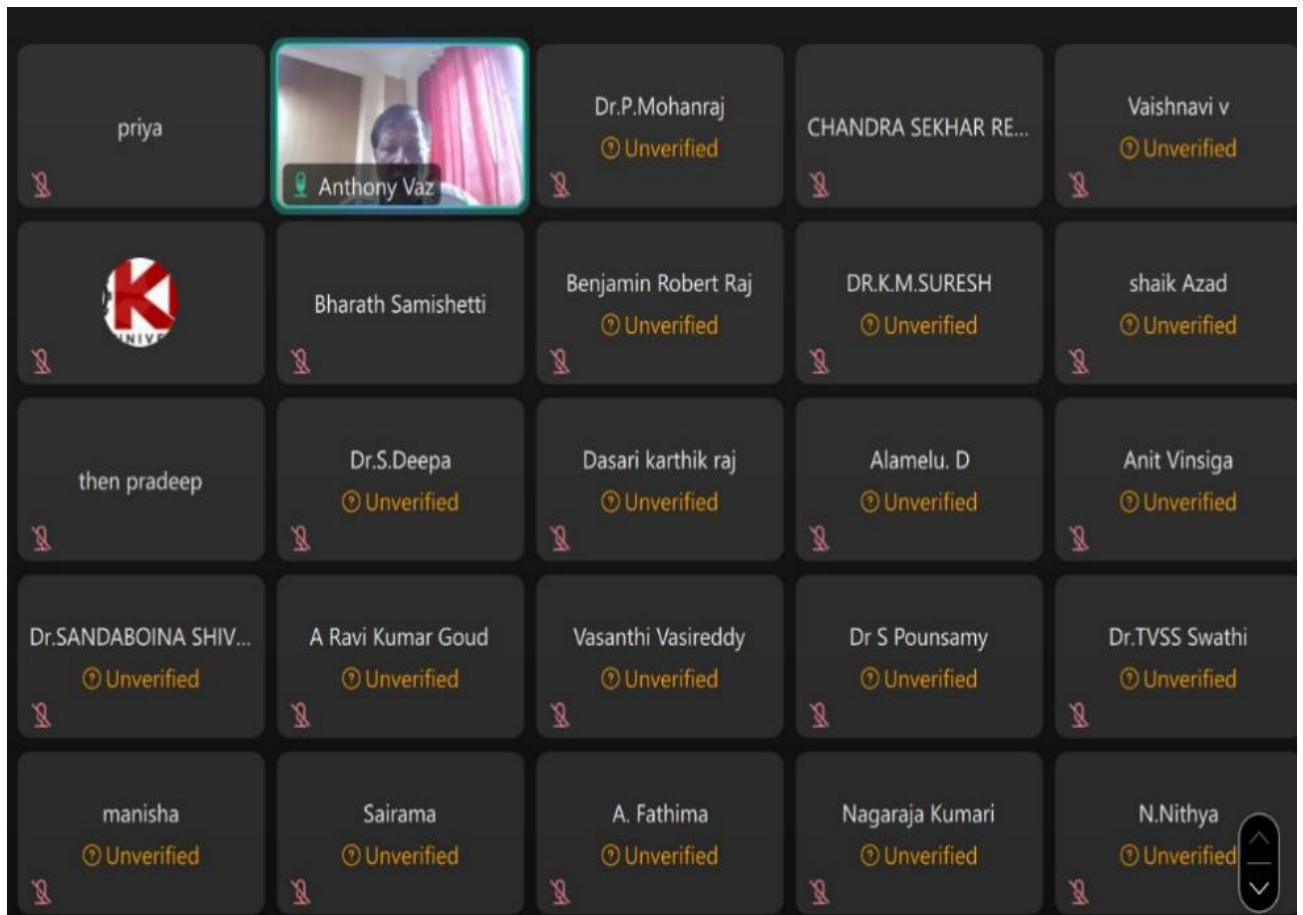 priya
Anthony Vaz
Dr.P.Mohanraj
Unverified
CHANDRA SEKHAR RE...
Vaishnavi v
Unverified
K
UNIVE
Bharath Samishetti
Benjamin Robert Raj
Unverified
DR.K.M.SURESH
Unverified
shaik Azad
Unverified
then pradeep
Dr.S.Deepa
Unverified
Dasari karthik raj
Unverified
Alamelu. D
Unverified
Anit Vinsiga
Unverified
Dr.SANDABOINA SHIV...
Unverified
A Ravi Kumar Goud
Unverified
Vasanthi Vasireddy
Unverified
Dr S Pounsamy
Unverified
Dr.TVSS Swathi
Unverified
manisha
Unverified
Sairama
Unverified
A. Fathima
Unverified
Nagaraja Kumari
Unverified
N.Nithya
Unverified